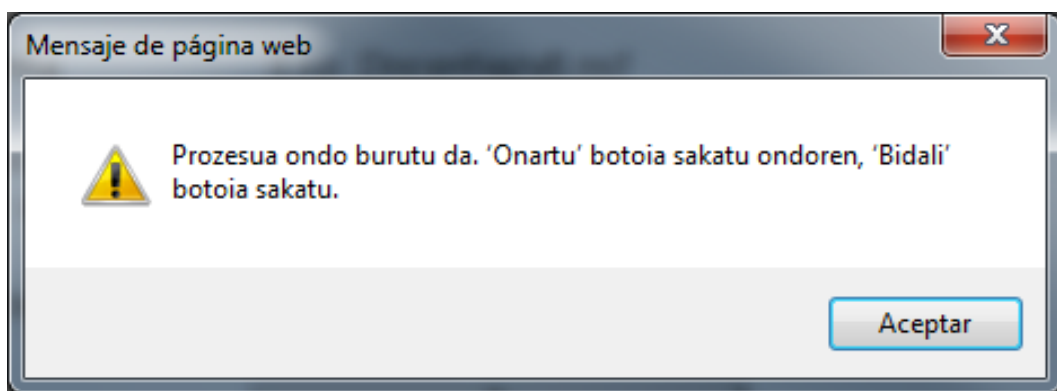 Mensaje de página web
Prozesua ondo burutu da. ‘Onartu’ botoia sakatu ondoren, ‘Bidali’
botoia sakatu.
Aceptar